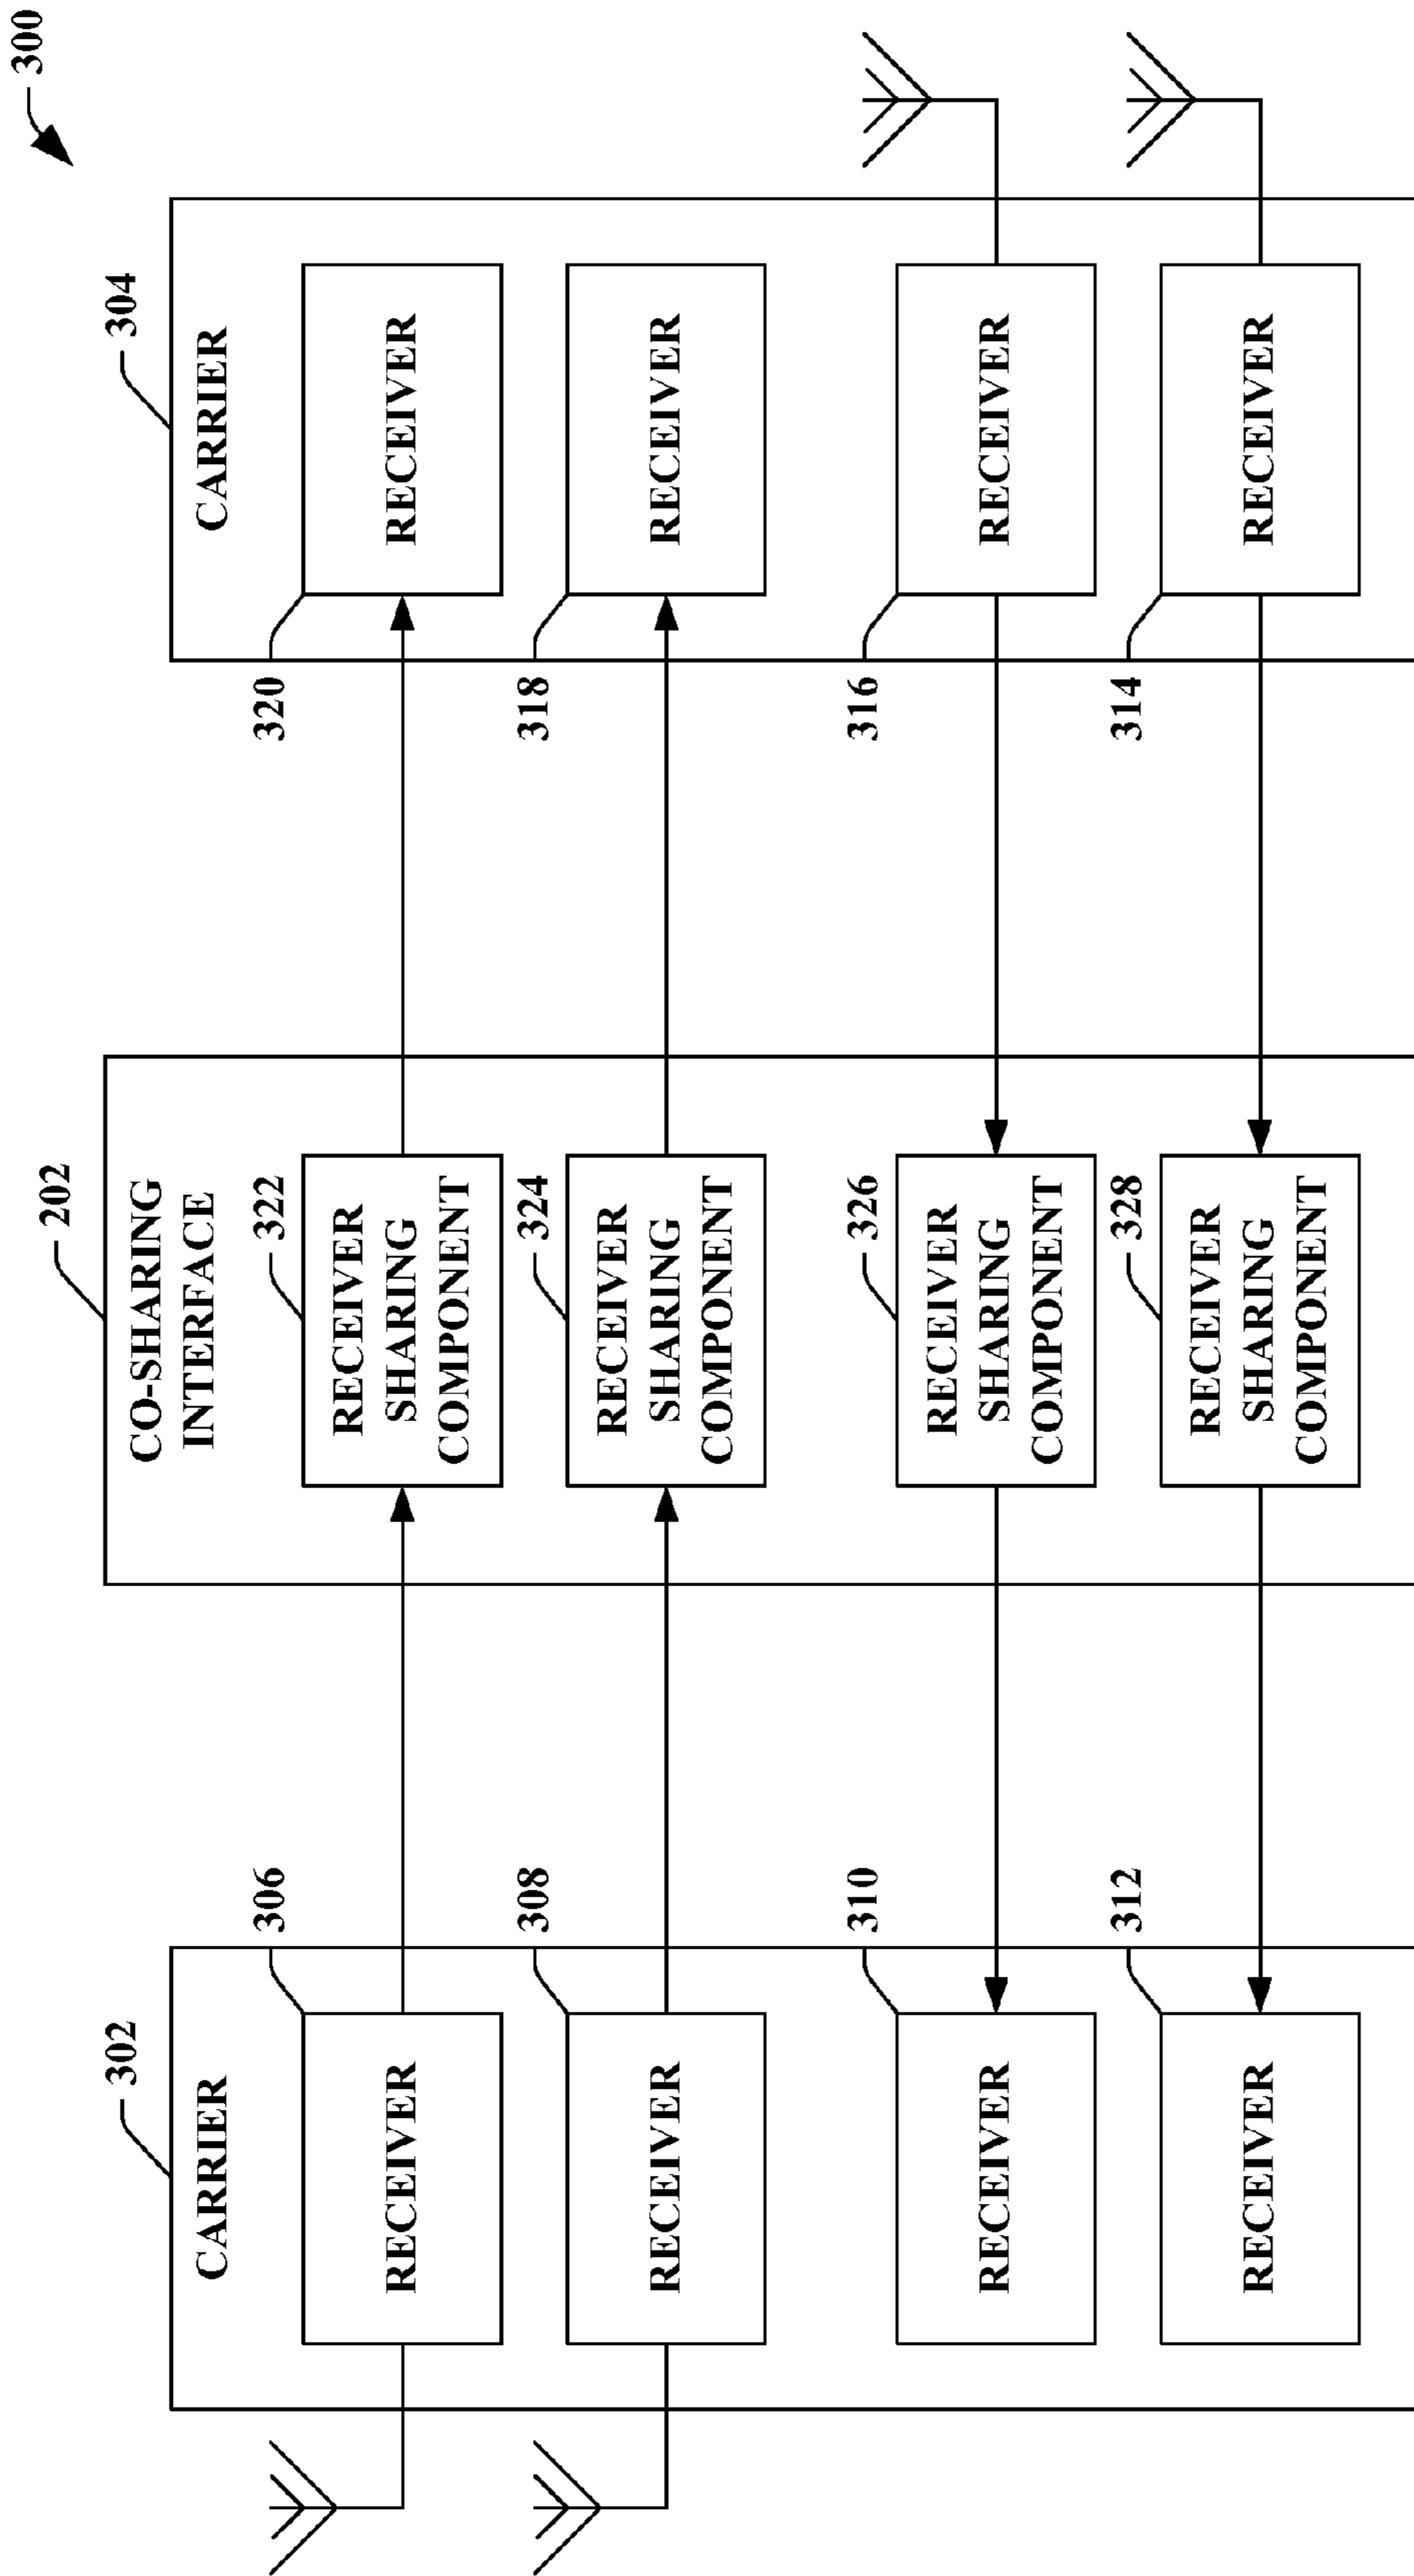 300
302
CARRIER
306
RECEIVER
308
RECEIVER
310
RECEIVER
312
RECEIVER
202
CO-SHARING
INTERFACE
322
RECEIVER
SHARING
COMPONENT
324
RECEIVER
SHARING
COMPONENT
326
RECEIVER
SHARING
COMPONENT
328
RECEIVER
SHARING
COMPONENT
304
CARRIER
320
RECEIVER
318
RECEIVER
316
RECEIVER
314
RECEIVER